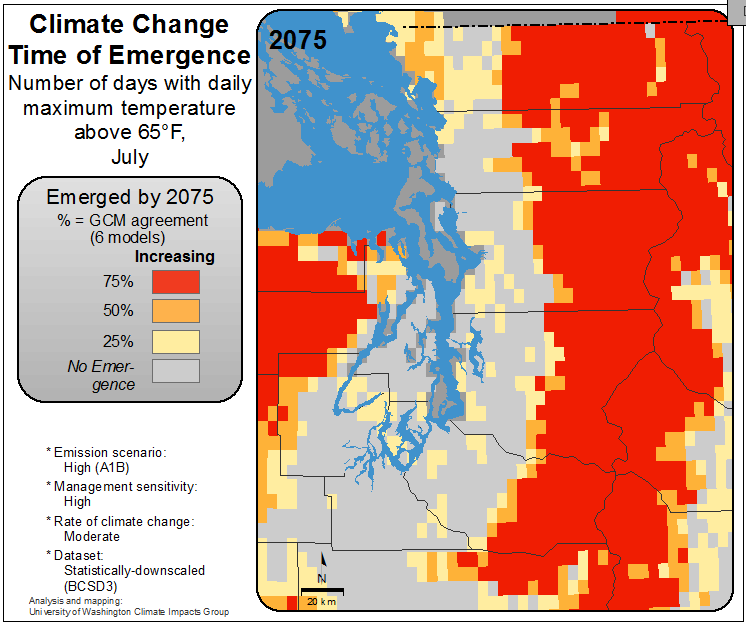 Climate Change
Time of Emergence
Number of days with daily
maximum temperature
above 65°F,
July
Emerged by 2075
% = GCM agreement
(6 models)
Increasing
75%
50%
25%
No Emer-
gence
* Emission scenario:
High (A1B)
* Management sensitivity:
High
* Rate of climate change:
Moderate
* Dataset:
Statistically-downscaled
(BCSD3)
Analysis and mapping:
University of Washington Climate Impacts Group
2075
N
20 km